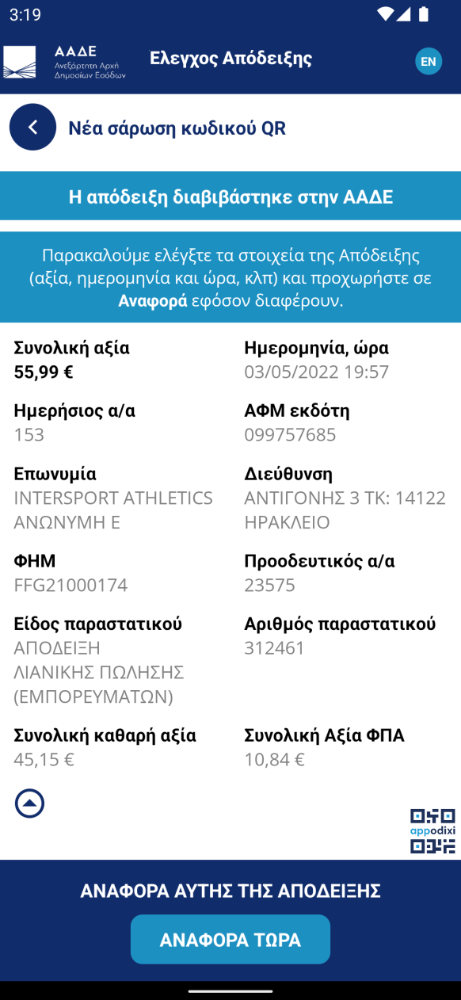 3:19
ΑΑΔΕ
Ανεξάρτητη Αρχή
Δημοσίων Εσόδων
Έλεγχος Απόδειξης
EN
Νέα σάρωση κωδικού QR
Η απόδειξη διαβιβάστηκε στην ΑΑΔΕ
Παρακαλούμε ελέγξτε τα στοιχεία της Απόδειξης
(αξία, ημερομηνία και ώρα, κλπ) και προχωρήστε σε
Αναφορά εφόσον διαφέρουν.
Συνολική αξία
55,99 €
Ημερομηνία, ώρα
03/05/2022 19:57
Ημερήσιος α/α
153
ΑΦΜ εκδότη
099757685
Επωνυμία
INTERSPORT ATHLETICS
ΑΝΩΝΥΜΗ Ε
Διεύθυνση
ΑΝΤΙΓΟΝΗΣ 3 ΤΚ: 14122
ΗΡΑΚΛΕΙΟ
ΦΗΜ
FFG21000174
Προοδευτικός α/α
23575
Είδος παραστατικού
ΑΠΟΔΕΙΞΗ
ΛΙΑΝΙΚΗΣ ΠΩΛΗΣΗΣ
(ΕΜΠΟΡΕΥΜΑΤΩΝ)
Αριθμός παραστατικού
312461
Συνολική καθαρή αξία
45,15 €
Συνολική Αξία ΦΠΑ
10,84 €
appodixi
ΑΝΑΦΟΡΑ ΑΥΤΗΣ ΤΗΣ ΑΠΟΔΕΙΞΗΣ
ΑΝΑΦΟΡΑ ΤΩΡΑ